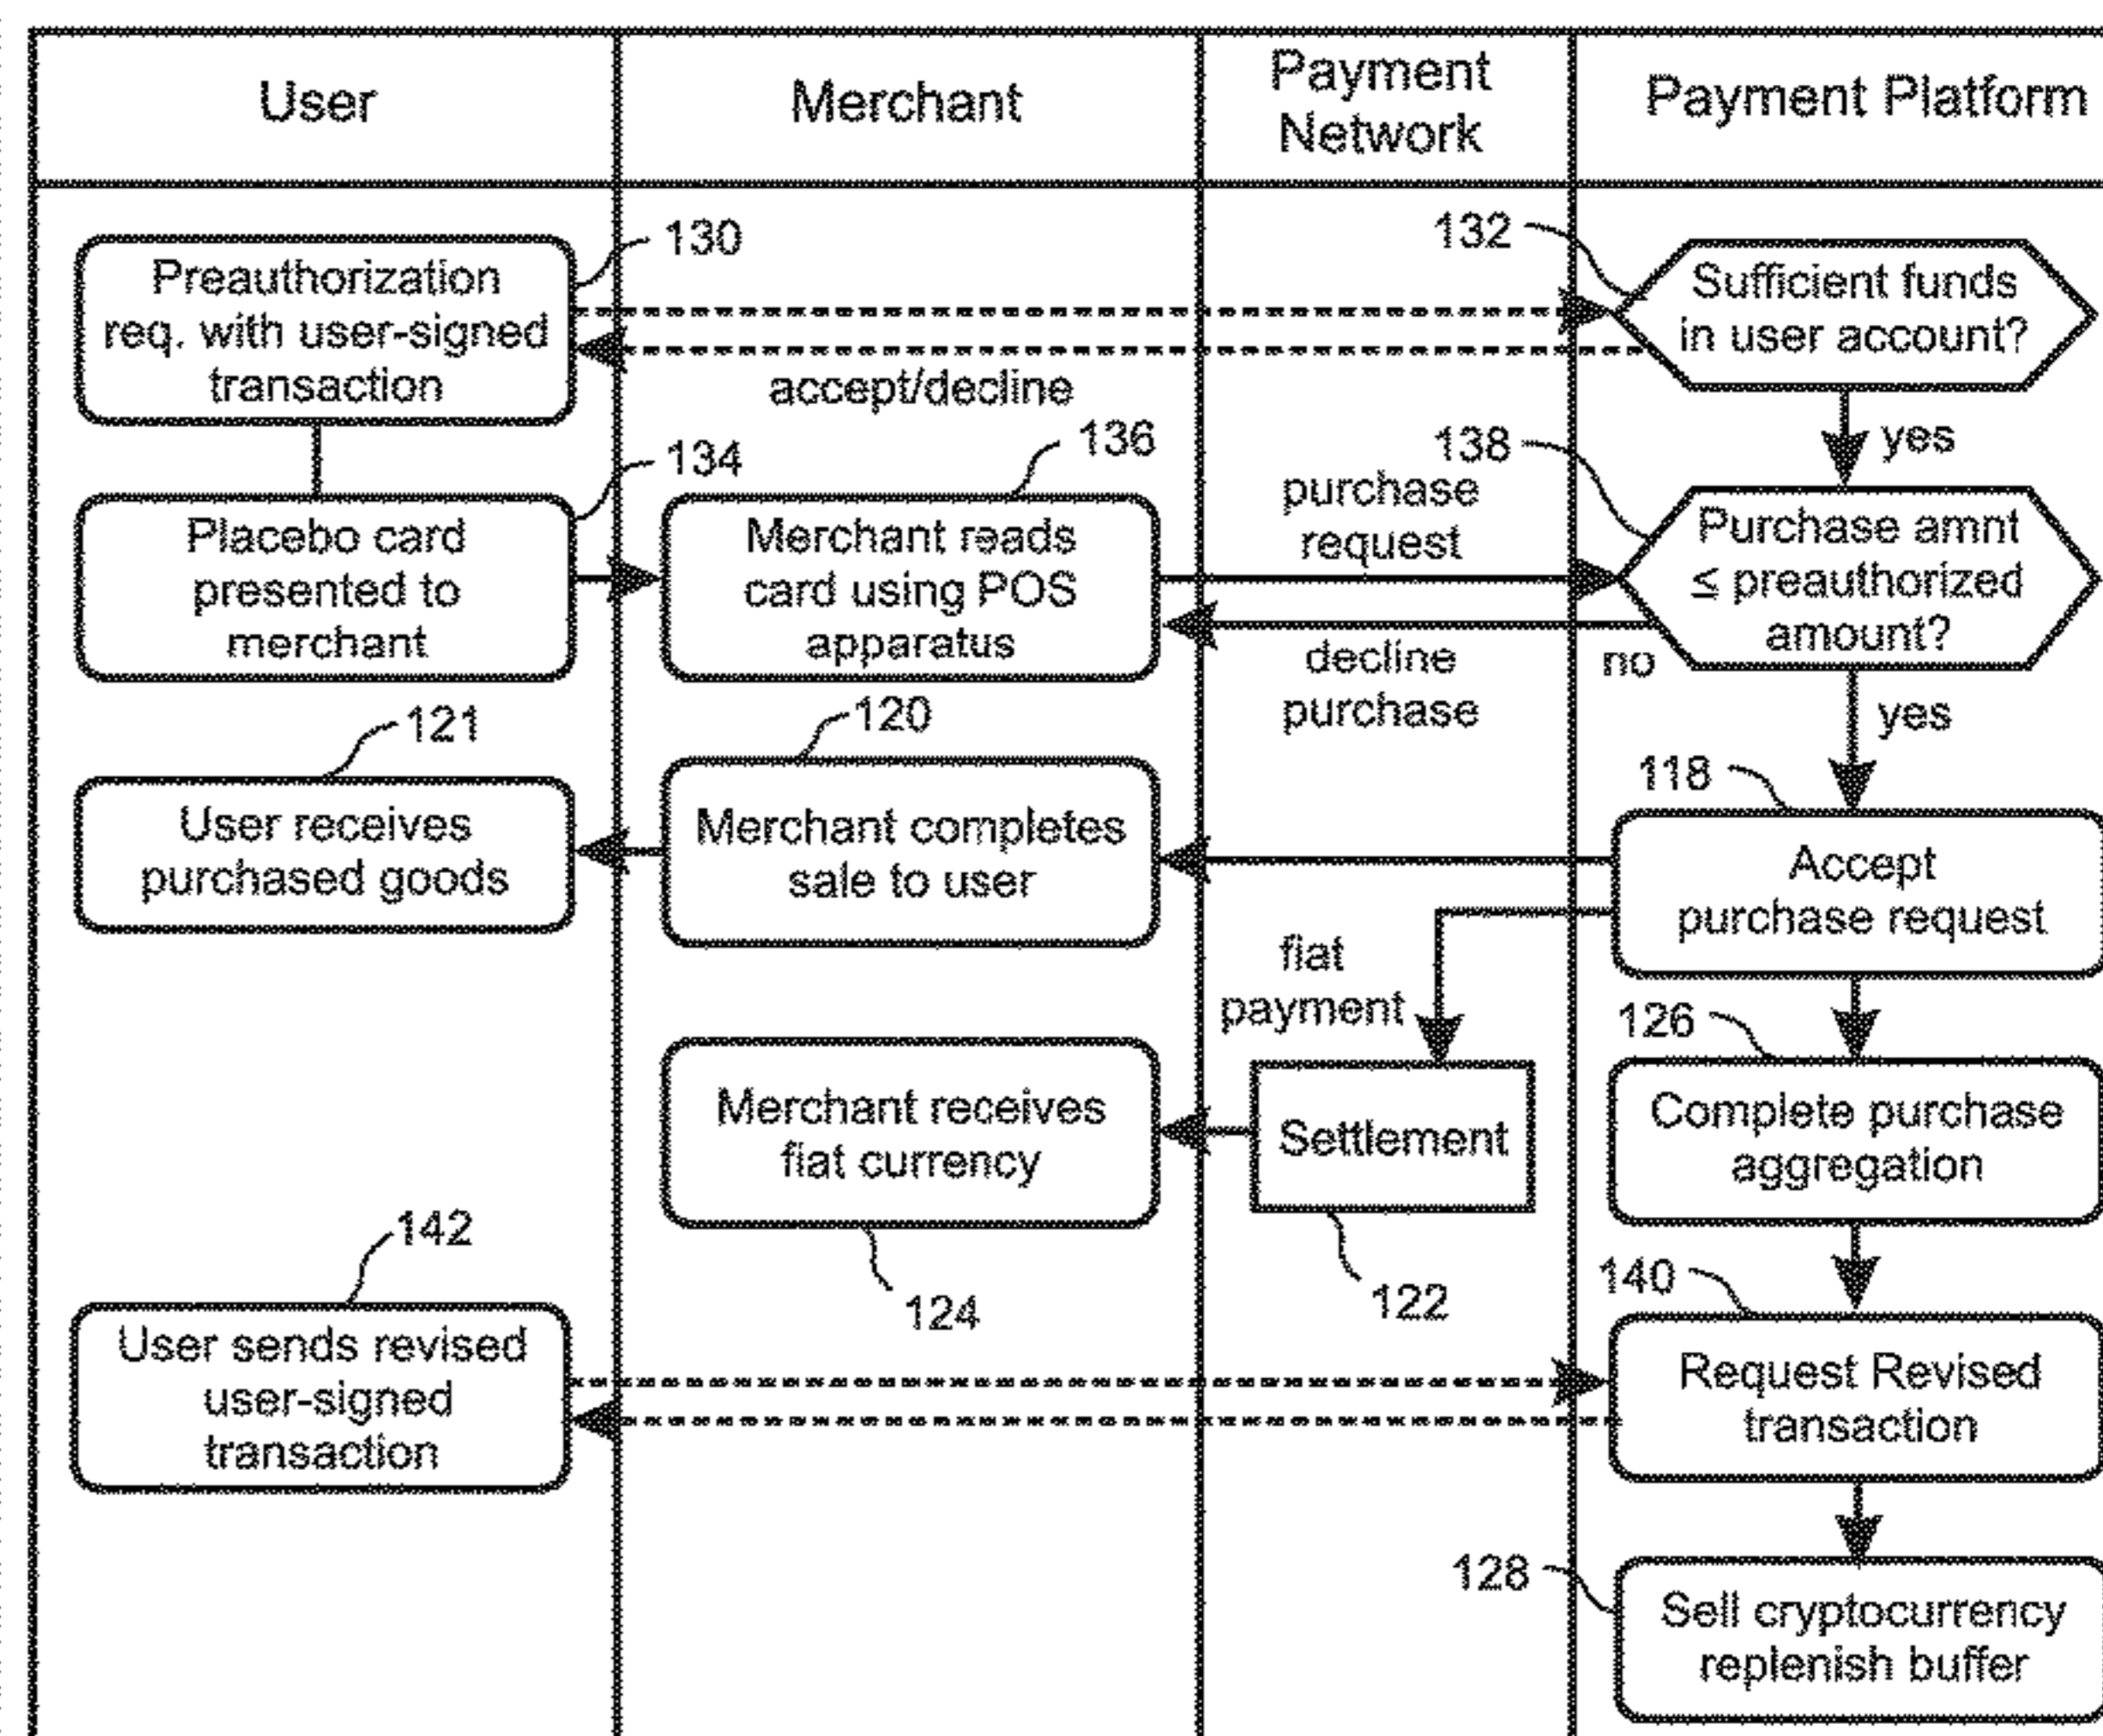 User
Merchant
Payment
Network
Payment Platform
130
132
Preauthorization
req. with user-signed
transaction
Sufficient funds
in user account?
accept/decline
yes
134
136
138
Placebo card
presented to
merchant
Merchant reads
card using POS
apparatus
purchase
request
Purchase amnt
≤ preauthorized
amount?
decline
purchase
no
yes
121
120
118
User receives
purchased goods
Merchant completes
sale to user
Accept
purchase request
fiat
payment
126
Merchant receives
fiat currency
Settlement
Complete purchase
aggregation
142
124
122
140
User sends revised
user-signed
transaction
Request Revised
transaction
128
Sell cryptocurrency
replenish buffer